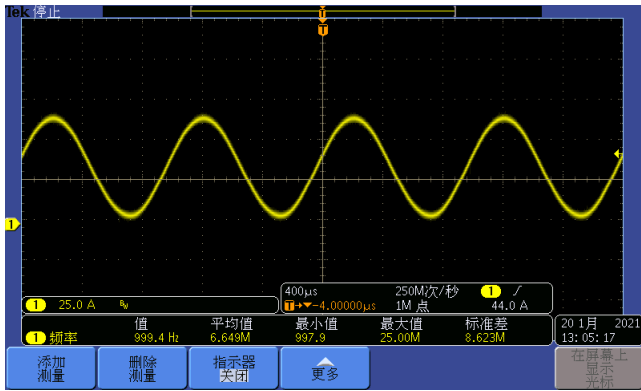 Tek 停止
T
T
1
400μs 250M次/秒 1 /
1 25.0 A BW T→▼-4.00000μs 1M 点 44.0 A
值 平均值 最小值 最大值 标准差 20 1月 2021
1 频率 999.4 Hz 6.649M 997.9 25.00M 8.623M 13:05:17
添加 删除 指示器 更多 在屏幕上
测量 测量 关闭 显示
光标